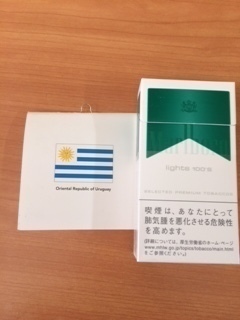 Oriental Republic of Uruguay
Marlboro
lights 100's
SELECTED PREMIUM TOBACCOS
喫煙は、あなたにとって
肺気腫を悪化させる危険性
を高めます。
(詳細については、厚生労働省のホーム・ページ
www.mhlw.go.jp/topics/tobacco/main.html
をご参照ください。)